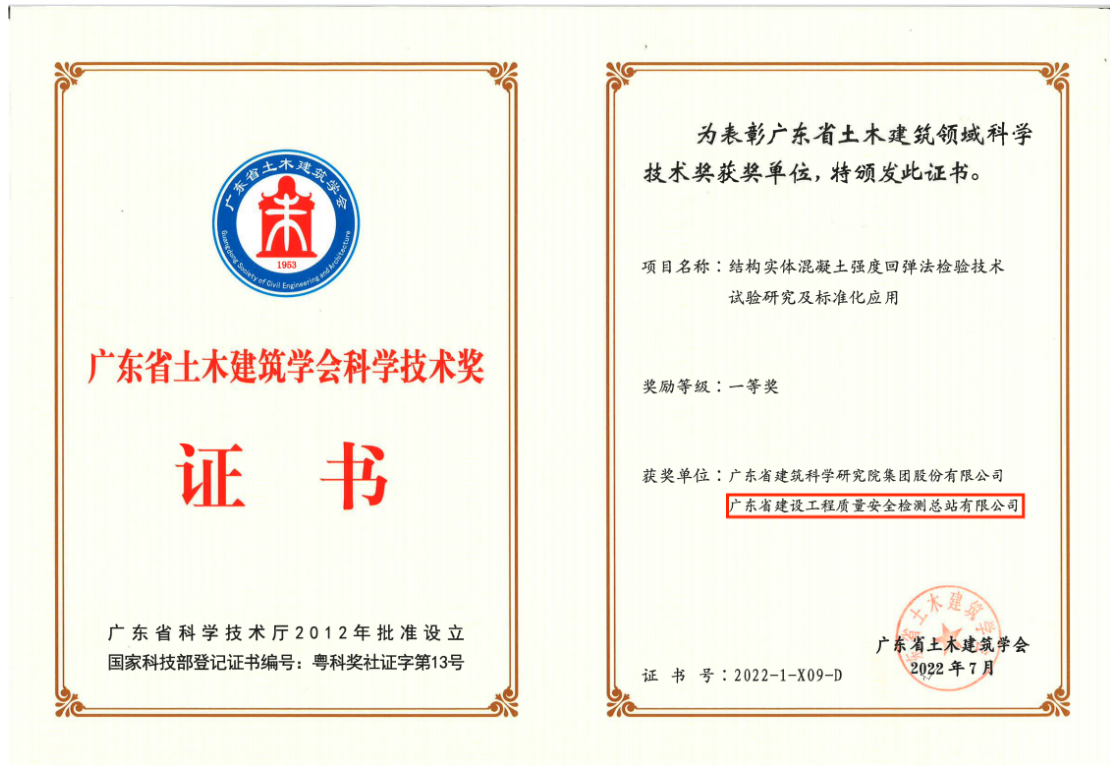 广东省土木建筑学会
1963
Guangdong Society of Civil Engineering and Architecture
广东省土木建筑学会科学技术奖
证 书
广东省科学技术厅2012年批准设立
国家科技部登记证书编号：粤科奖社证字第13号
为表彰广东省土木建筑领域科学
技术奖获奖单位，特颁发此证书。
项目名称：结构实体混凝土强度回弹法检验技术
试验研究及标准化应用
奖励等级：一等奖
获奖单位：广东省建筑科学研究院集团股份有限公司
广东省建设工程质量安全检测总站有限公司
广东省土木建筑学会
2022年7月
证 书 号：2022-1-X09-D